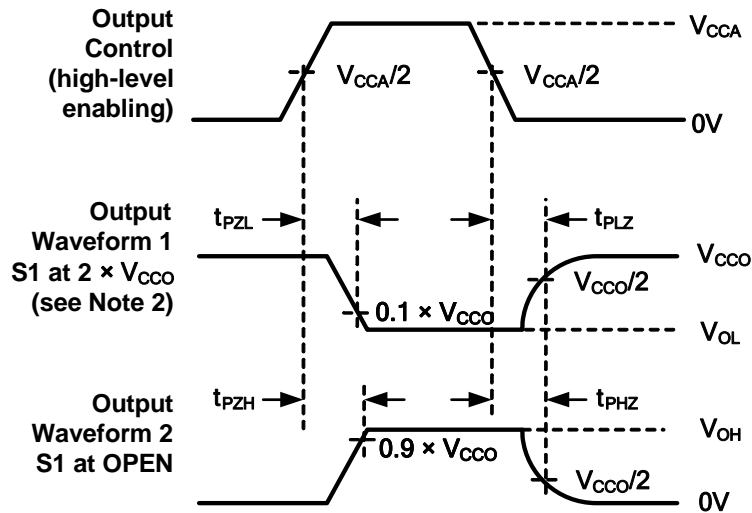 Output
Control
(high-level
enabling)
V_CCA
V_CCA/2
V_CCA/2
0V
Output
Waveform 1
S1 at 2 × V_CCO
(see Note 2)
t_PZL
t_PLZ
V_CCO
V_CCO/2
0.1 × V_CCO
V_OL
Output
Waveform 2
S1 at OPEN
t_PZH
t_PHZ
V_OH
0.9 × V_CCO
V_CCO/2
0V